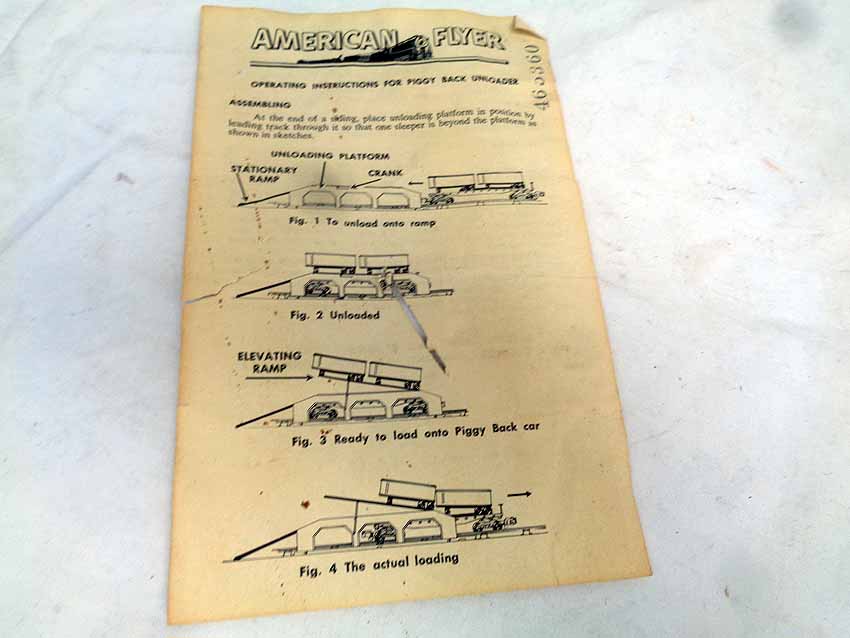 AMERICAN FLYER
465360
OPERATING INSTRUCTIONS FOR PIGGY BACK UNLOADER
ASSEMBLING
At the end of a siding, place unloading platform in position by
leading track through it so that one sleeper is beyond the platform as
shown in sketches.
UNLOADING PLATFORM
STATIONARY
RAMP
CRANK
Fig. 1 To unload onto ramp
Fig. 2 Unloaded
ELEVATING
RAMP
Fig. 3 Ready to load onto Piggy Back car
Fig. 4 The actual loading